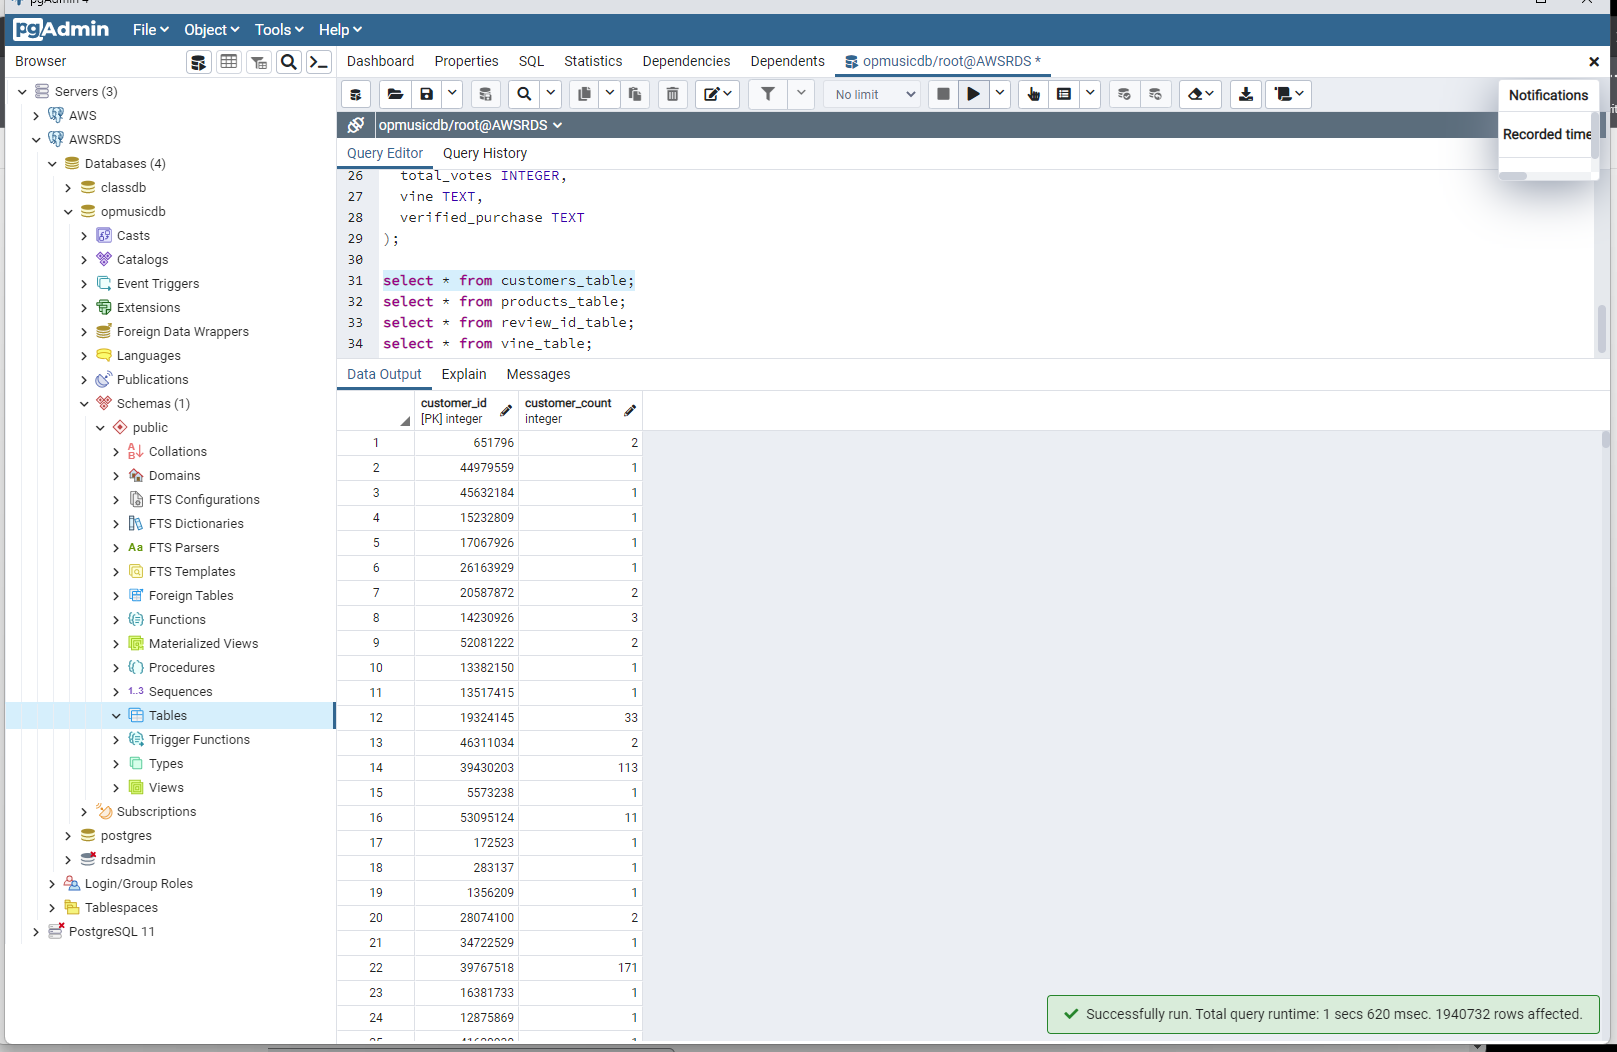 pgAdmin 4
pgAdmin File Object Tools Help
Browser
Dashboard Properties SQL Statistics Dependencies Dependents opmusicdb/root@AWSRDS *
Servers (3)
AWS
AWSRDS
Databases (4)
classdb
opmusicdb
Casts
Catalogs
Event Triggers
Extensions
Foreign Data Wrappers
Languages
Publications
Schemas (1)
public
Collations
Domains
FTS Configurations
FTS Dictionaries
Aa FTS Parsers
FTS Templates
Foreign Tables
Functions
Materialized Views
Procedures
1..3 Sequences
Tables
Trigger Functions
Types
Views
Subscriptions
postgres
rdsadmin
Login/Group Roles
Tablespaces
PostgreSQL 11
No limit
Notifications
Recorded time
opmusicdb/root@AWSRDS
Query Editor Query History
26 total_votes INTEGER,
27 vine TEXT,
28 verified_purchase TEXT
29 );
30
31 select * from customers_table;
32 select * from products_table;
33 select * from review_id_table;
34 select * from vine_table;
Data Output Explain Messages
customer_id customer_count
[PK] integer integer
1 651796 2
2 44979559 1
3 45632184 1
4 15232809 1
5 17067926 1
6 26163929 1
7 20587872 2
8 14230926 3
9 52081222 2
10 13382150 1
11 13517415 1
12 19324145 33
13 46311034 2
14 39430203 113
15 5573238 1
16 53095124 11
17 172523 1
18 283137 1
19 1356209 1
20 28074100 2
21 34722529 1
22 39767518 171
23 16381733 1
24 12875869 1
Successfully run. Total query runtime: 1 secs 620 msec. 1940732 rows affected.